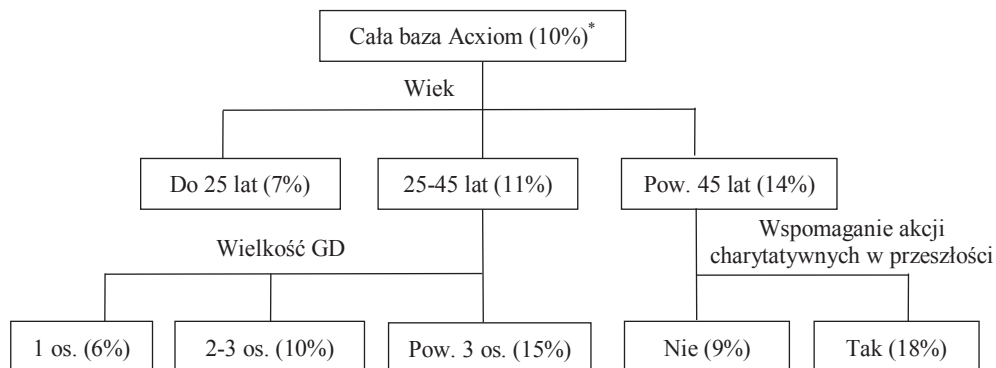 Cała baza Acxiom (10%)*
Wiek
Do 25 lat (7%)
25-45 lat (11%)
Pow. 45 lat (14%)
Wielkość GD
Wspomaganie akcji
charytatywnych w przeszłości
1 os. (6%)
2-3 os. (10%)
Pow. 3 os. (15%)
Nie (9%)
Tak (18%)